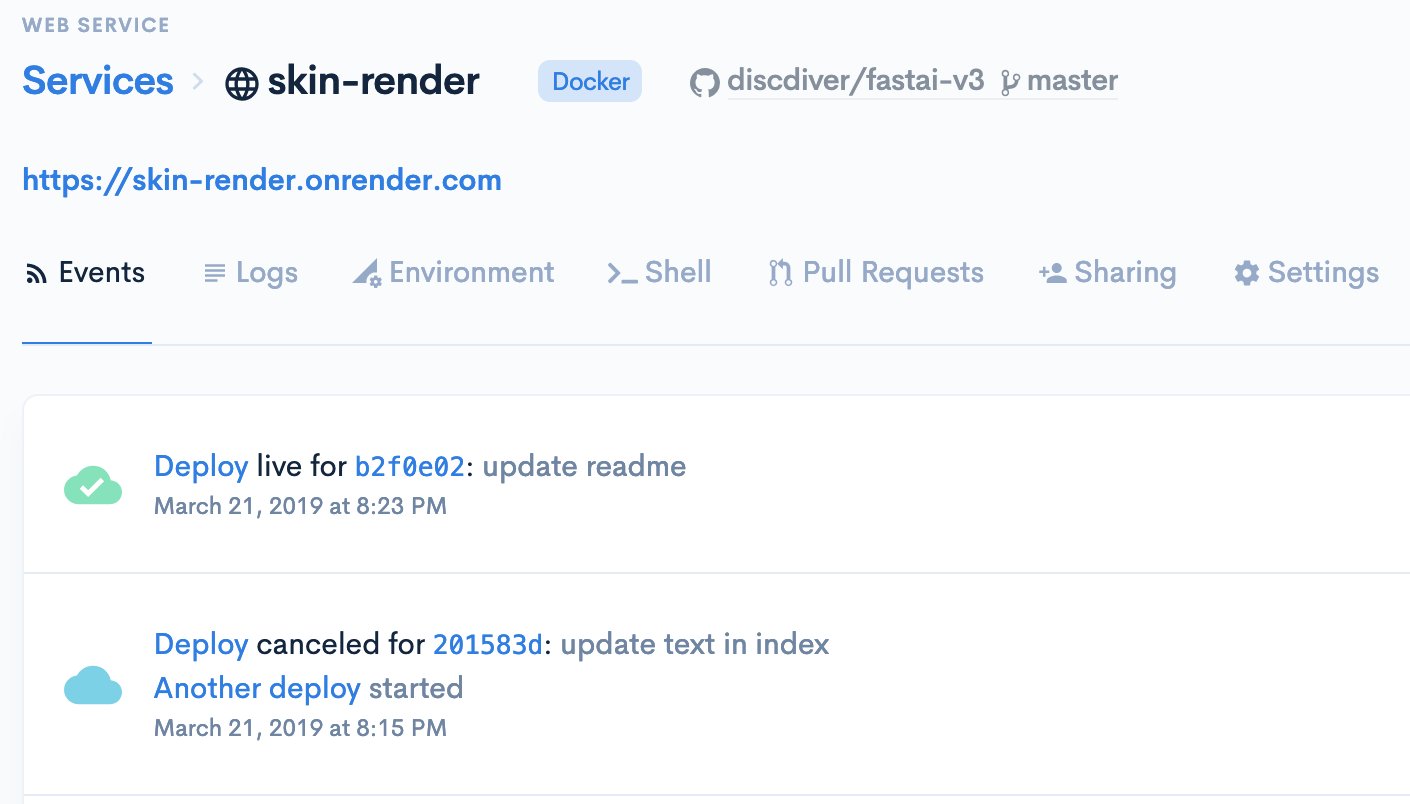 WEB SERVICE
Services > skin-render Docker discdiver/fastai-v3 master
https://skin-render.onrender.com
Events Logs Environment Shell Pull Requests Sharing Settings
Deploy live for b2f0e02: update readme
March 21, 2019 at 8:23 PM
Deploy canceled for 201583d: update text in index
Another deploy started
March 21, 2019 at 8:15 PM